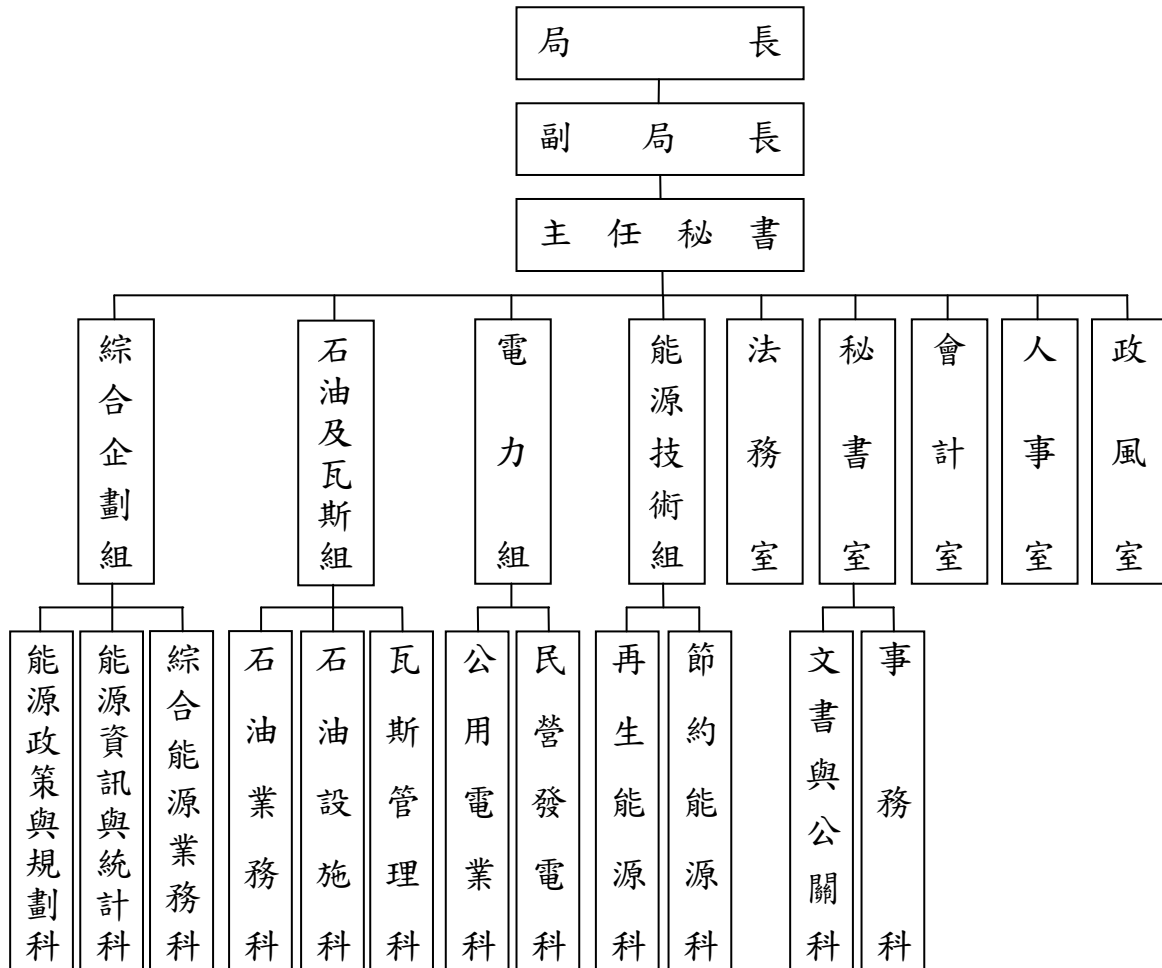 局長
副局長
主任秘書
綜合企劃組
石油及瓦斯組
電力組
能源技術組
法務室
秘書室
會計室
人事室
政風室
能源政策與規劃科
能源資訊與統計科
綜合能源業務科
石油業務科
石油設施科
瓦斯管理科
公用電業科
民營發電科
再生能源科
節約能源科
文書與公關科
事務科